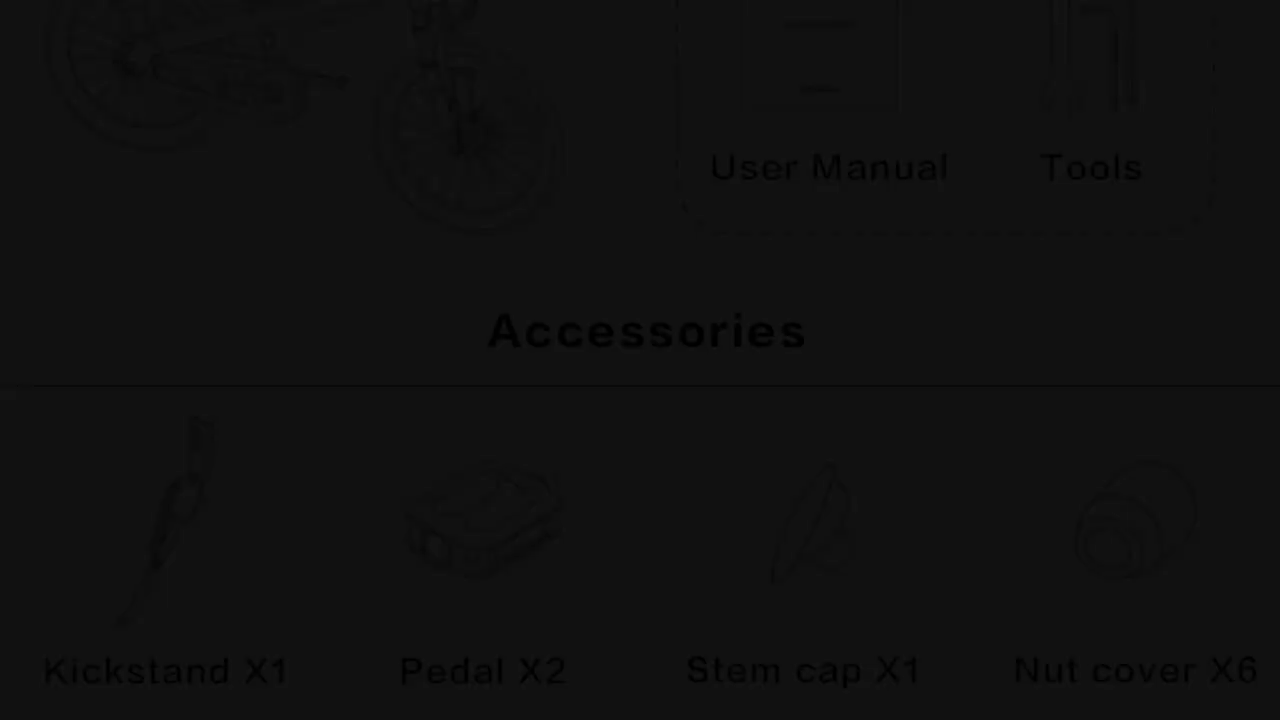 User Manual Tools
Accessories
Kickstand X1 Pedal X2 Stem cap X1 Nut cover X6